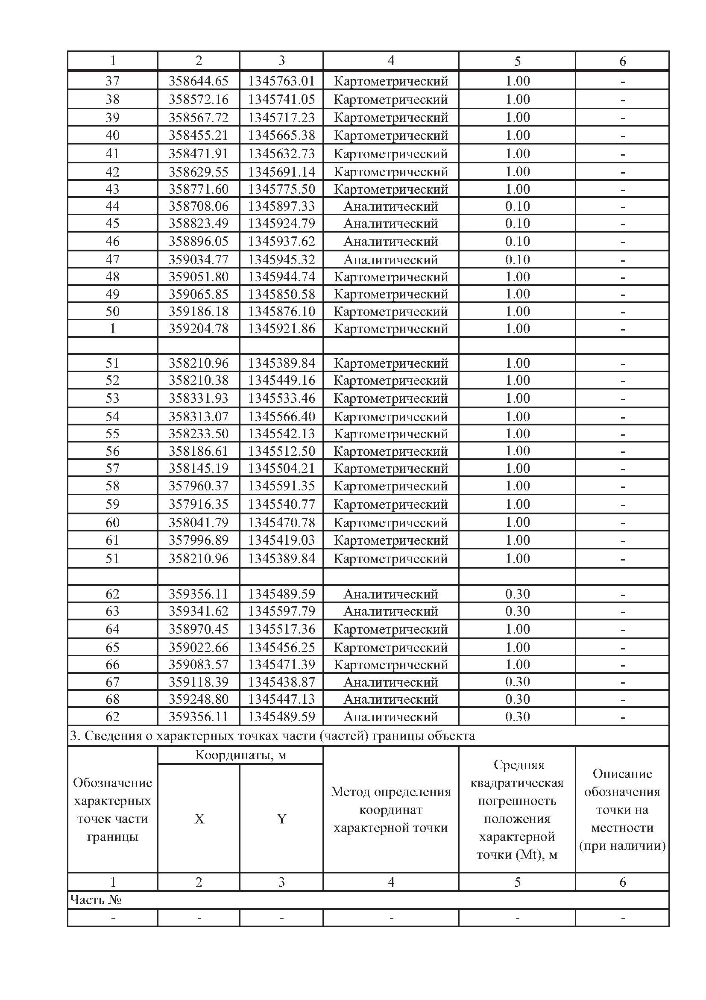 1 2 3 4 5 6
37 358644.65 1345763.01 Картометрический 1.00 -
38 358572.16 1345741.05 Картометрический 1.00 -
39 358567.72 1345717.23 Картометрический 1.00 -
40 358455.21 1345665.38 Картометрический 1.00 -
41 358471.91 1345632.73 Картометрический 1.00 -
42 358629.55 1345691.14 Картометрический 1.00 -
43 358771.60 1345775.50 Картометрический 1.00 -
44 358708.06 1345897.33 Аналитический 0.10 -
45 358823.49 1345924.79 Аналитический 0.10 -
46 358896.05 1345937.62 Аналитический 0.10 -
47 359034.77 1345945.32 Аналитический 0.10 -
48 359051.80 1345944.74 Картометрический 1.00 -
49 359065.85 1345850.58 Картометрический 1.00 -
50 359186.18 1345876.10 Картометрический 1.00 -
1 359204.78 1345921.86 Картометрический 1.00 -
51 358210.96 1345389.84 Картометрический 1.00 -
52 358210.38 1345449.16 Картометрический 1.00 -
53 358331.93 1345533.46 Картометрический 1.00 -
54 358313.07 1345566.40 Картометрический 1.00 -
55 358233.50 1345542.13 Картометрический 1.00 -
56 358186.61 1345512.50 Картометрический 1.00 -
57 358145.19 1345504.21 Картометрический 1.00 -
58 357960.37 1345591.35 Картометрический 1.00 -
59 357916.35 1345540.77 Картометрический 1.00 -
60 358041.79 1345470.78 Картометрический 1.00 -
61 357996.89 1345419.03 Картометрический 1.00 -
51 358210.96 1345389.84 Картометрический 1.00 -
62 359356.11 1345489.59 Аналитический 0.30 -
63 359341.62 1345597.79 Аналитический 0.30 -
64 358970.45 1345517.36 Картометрический 1.00 -
65 359022.66 1345456.25 Картометрический 1.00 -
66 359083.57 1345471.39 Картометрический 1.00 -
67 359118.39 1345438.87 Аналитический 0.30 -
68 359248.80 1345447.13 Аналитический 0.30 -
62 359356.11 1345489.59 Аналитический 0.30 -
3. Сведения о характерных точках части (частей) границы объекта
Обозначение
характерных
точек части
границы
Координаты, м
X
Y
Метод определения
координат
характерной точки
Средняя
квадратическая
погрешность
положения
характерной
точки (Mt), м
Описание
обозначения
точки на
местности
(при наличии)
1 2 3 4 5 6
Часть №
- - - - - -